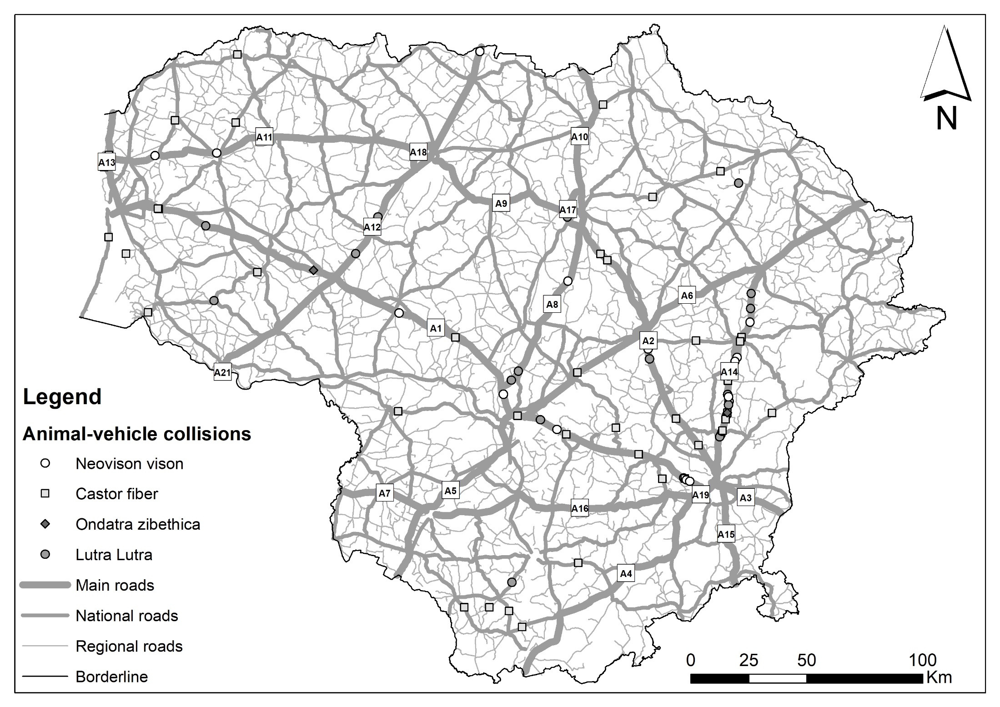 N
A11
A10
A18
A13
A9
A17
A12
A6
A8
A1
A2
A21
A14
Legend
Animal-vehicle collisions
Neovison vison
Castor fiber
Ondatra zibethica
Lutra Lutra
Main roads
National roads
Regional roads
Borderline
A7
A5
A19
A3
A16
A15
A4
0 25 50 100
Km